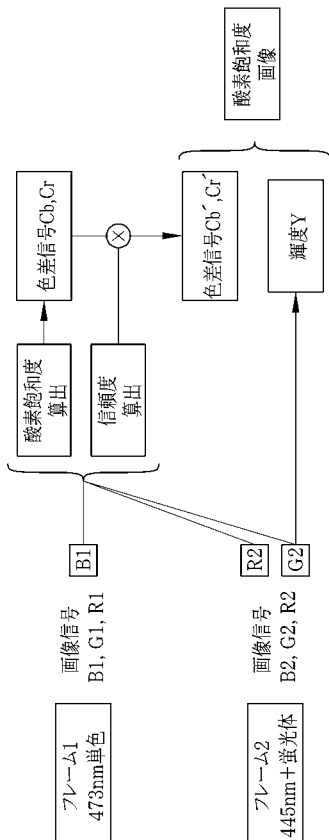 フレーム1
473nm単色
画像信号
B1, G1, R1
B1
酸素飽和度
算出
色差信号Cb,Cr
信頼度
算出
×
色差信号Cb´,Cr´
フレーム2
445nm+蛍光体
画像信号
B2, G2, R2
R2
G2
輝度Y
酸素飽和度
画像